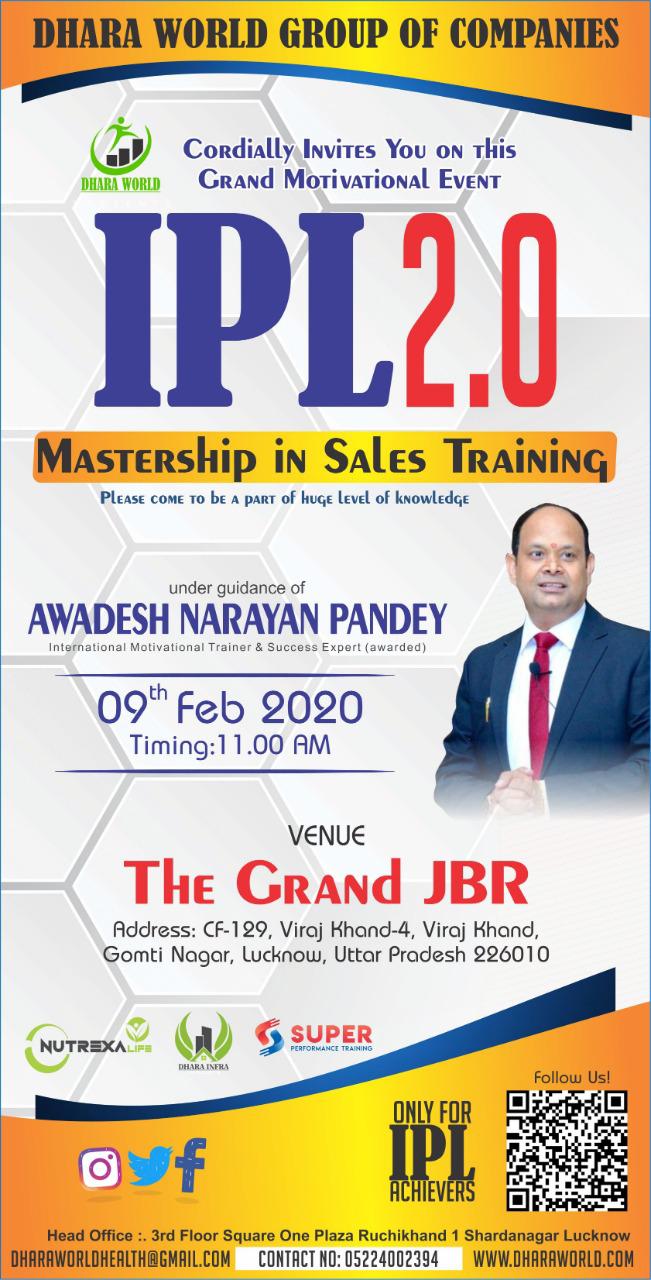 DHARA WORLD GROUP OF COMPANIES
DHARA WORLD
Cordially Invites You on this
Grand Motivational Event
IPL 2.0
Mastership in Sales Training
Please come to be a part of huge level of knowledge
under guidance of
AWADESH NARAYAN PANDEY
International Motivational Trainer & Success Expert (awarded)
09th Feb 2020
Timing:11.00 AM
VENUE
The Grand JBR
Address: CF-129, Viraj Khand-4, Viraj Khand,
Gomti Nagar, Lucknow, Uttar Pradesh 226010
NUTREXA LIFE
DHARA INFRA
SUPER
PERFORMANCE TRAINING
Follow Us!
ONLY FOR
IPL
ACHIEVERS
Head Office :. 3rd Floor Square One Plaza Ruchikhand 1 Shardanagar Lucknow
DHARAWORLDHEALTH@GMAIL.COM CONTACT NO: 05224002394 WWW.DHARAWORLD.COM